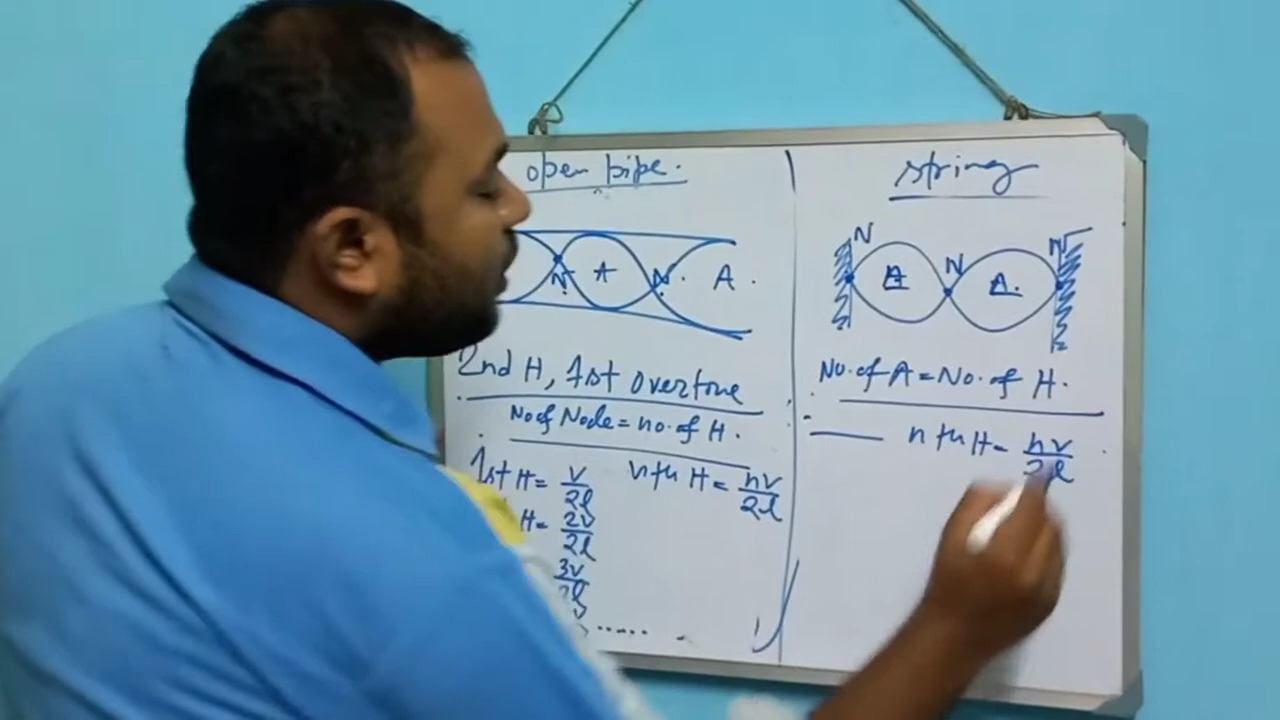 open pipe.
N A N. A.
2nd H, 1st overtone
No of Node = no. of H.
1st H = v/2l
nth H = nv/2l
H = 2v/2l
3v
......
string
N N N
A A.
No. of A = No. of H.
nth H = nv/2l